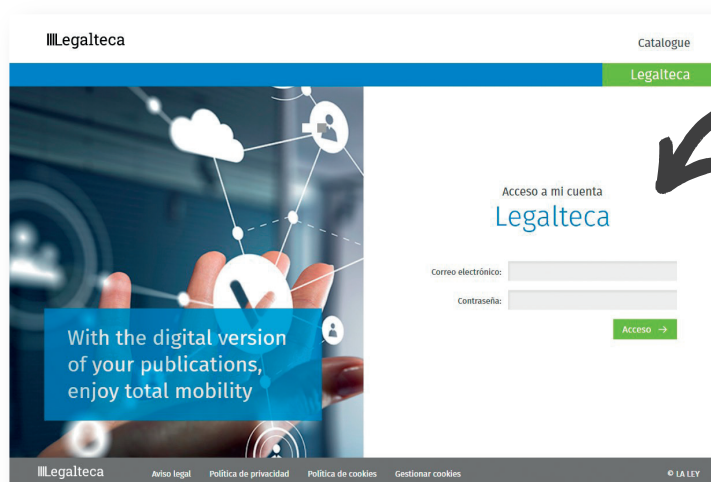 Legalteca
Catalogue
Legalteca
Acceso a mi cuenta
Legalteca
Correo electrónico:
Contraseña:
Acceso →
With the digital version
of your publications,
enjoy total mobility
Legalteca
Aviso legal
Política de privacidad
Política de cookies
Gestionar cookies
© LA LEY